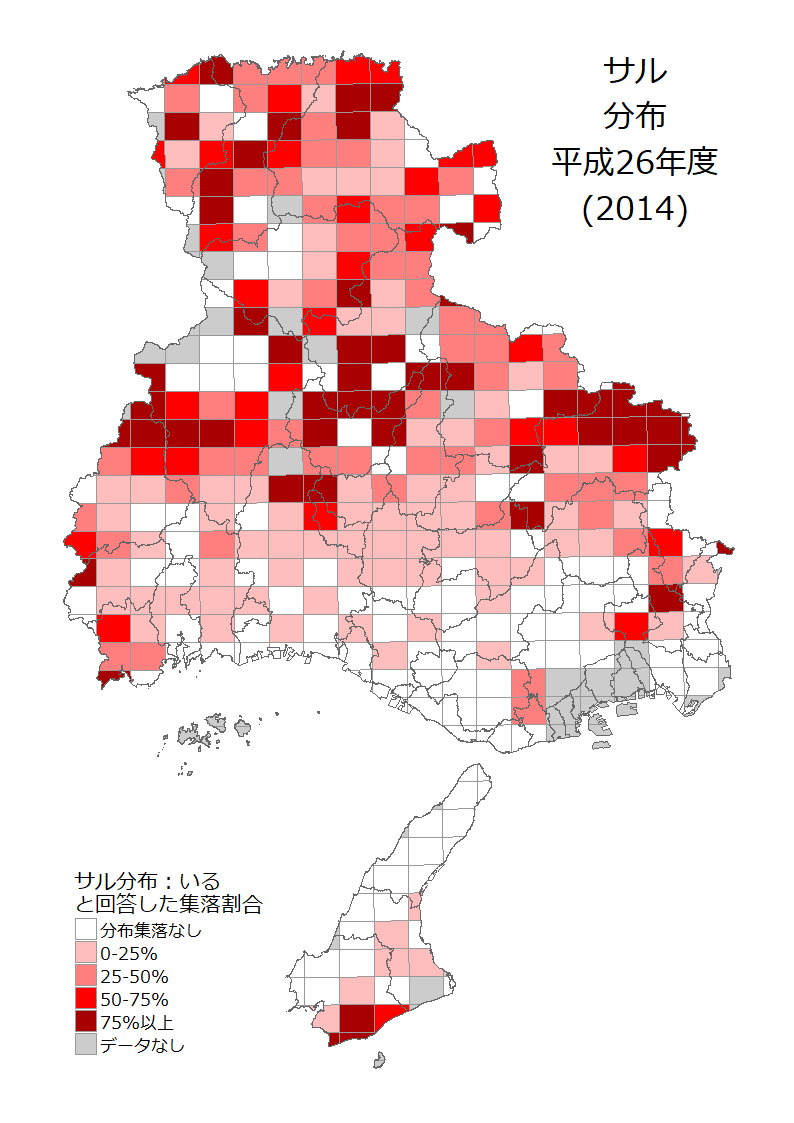 サル
分布
平成26年度
(2014)
サル分布：いる
と回答した集落割合
分布集落なし
0-25%
25-50%
50-75%
75%以上
データなし